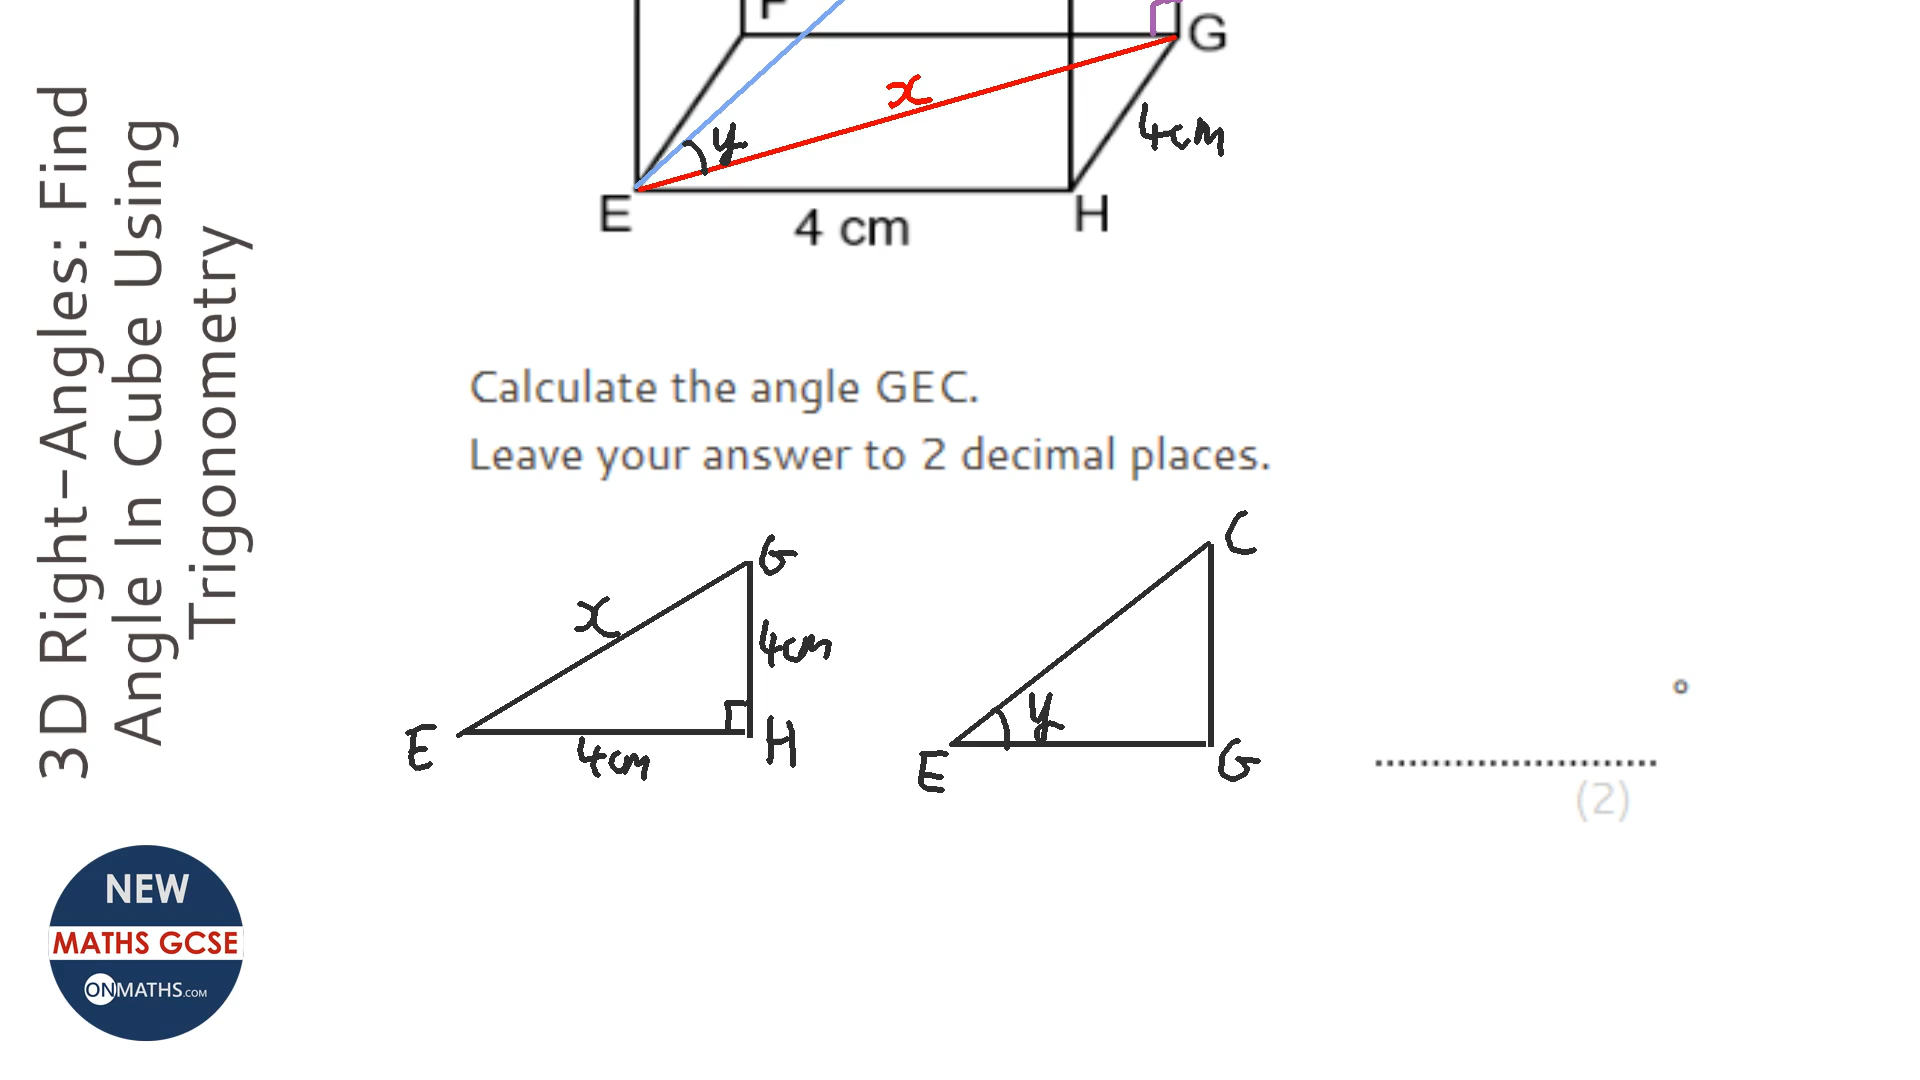 3D Right-Angles: Find
Angle In Cube Using
Trigonometry
F
G
x
y
4cm
E
4 cm
H
Calculate the angle GEC.
Leave your answer to 2 decimal places.
G
x
4cm
E
4cm
H
C
y
E
G
°
(2)
NEW
MATHS GCSE
ONMATHS.COM